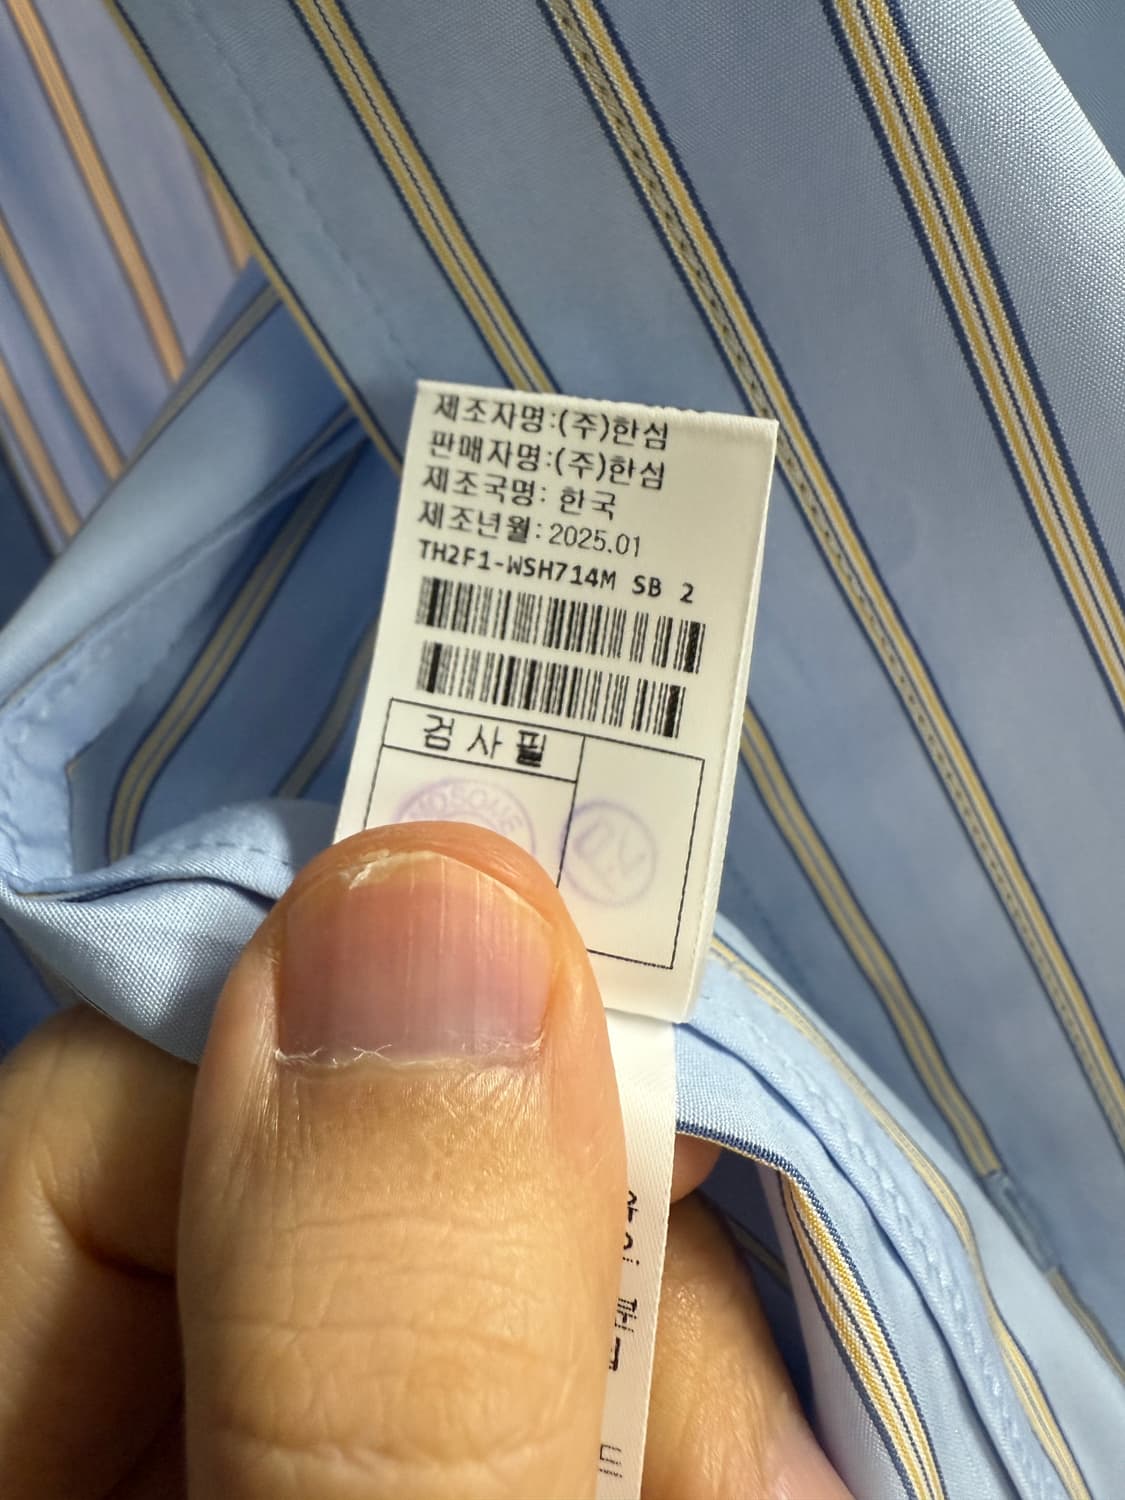 제조자명:(주)한섬
판매자명:(주)한섬
제조국명: 한국
제조년월: 2025.01
TH2F1-WSH714M SB 2
검사필